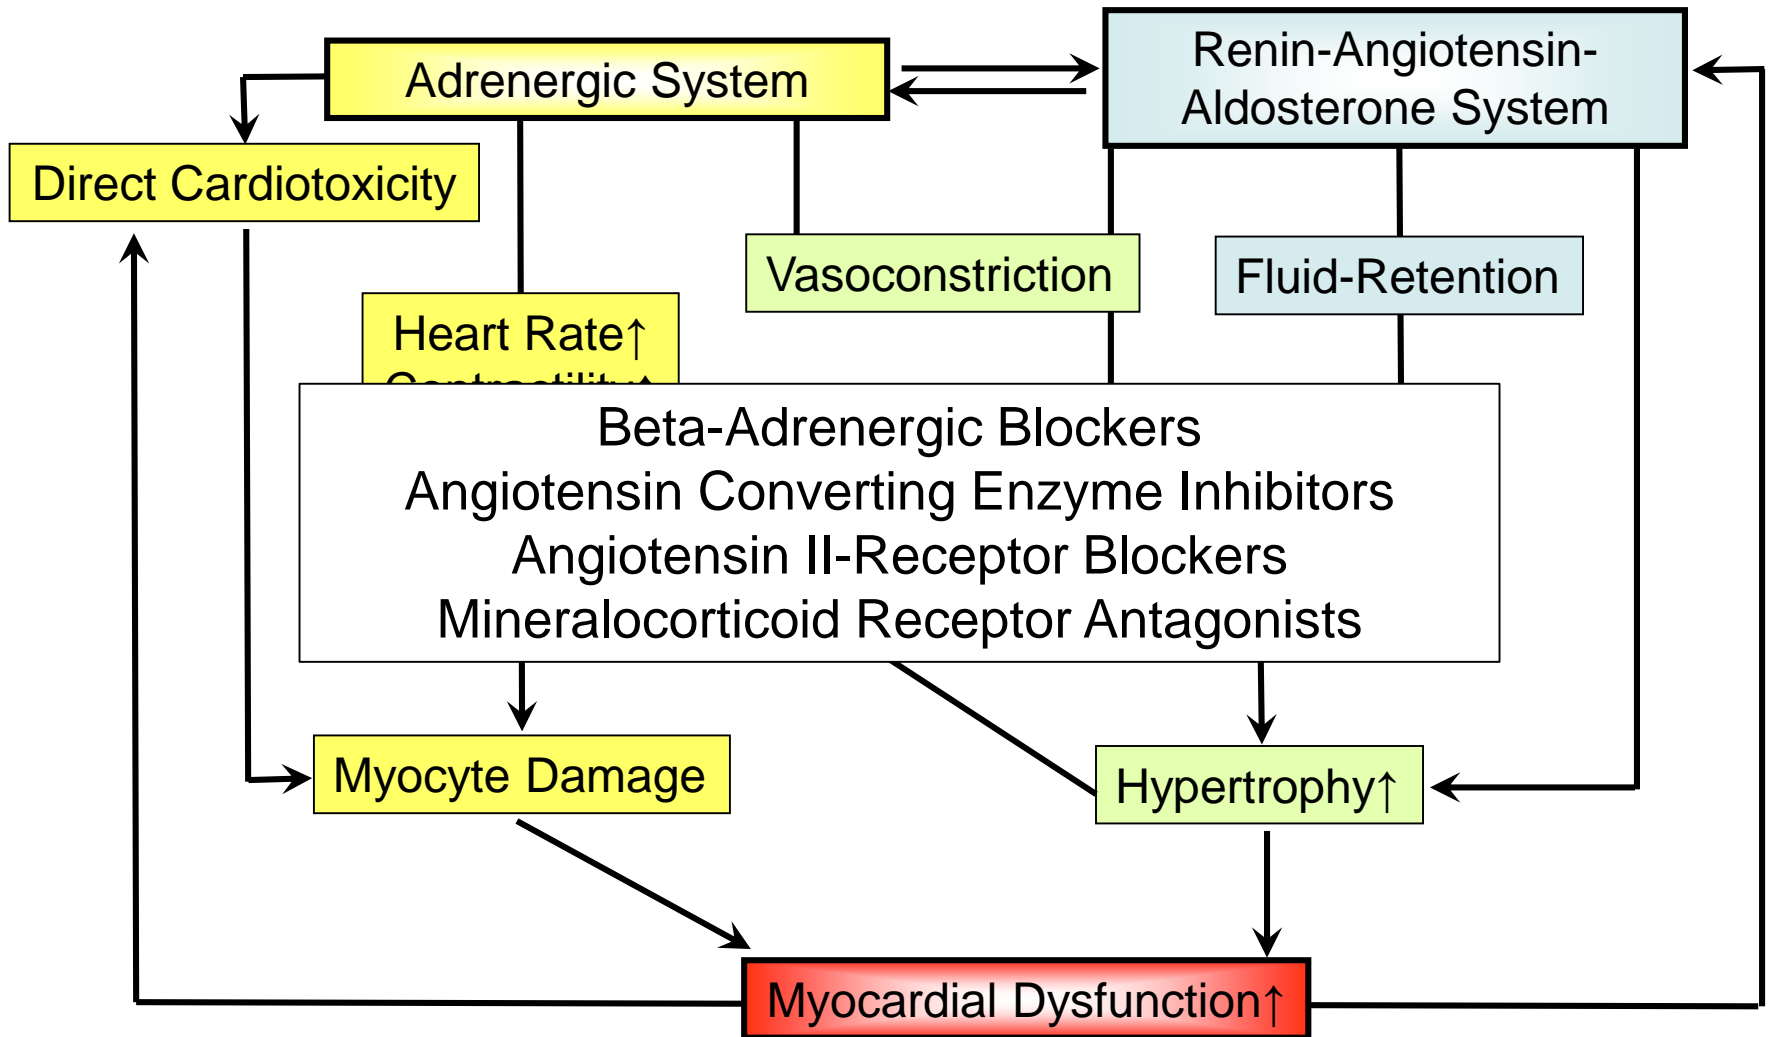 Adrenergic System
Renin-Angiotensin-
Aldosterone System
Direct Cardiotoxicity
Vasoconstriction
Fluid-Retention
Heart Rate↑
Contractility↑
Beta-Adrenergic Blockers
Angiotensin Converting Enzyme Inhibitors
Angiotensin II-Receptor Blockers
Mineralocorticoid Receptor Antagonists
Myocyte Damage
Hypertrophy↑
Myocardial Dysfunction↑